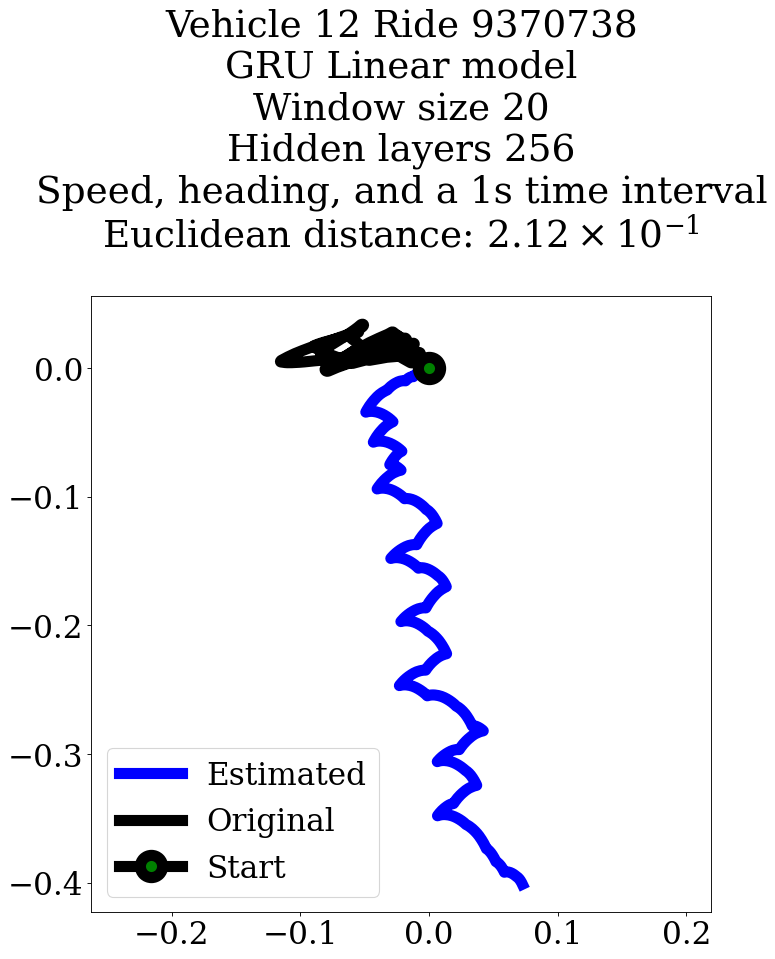 Vehicle 12 Ride 9370738
GRU Linear model
Window size 20
Hidden layers 256
Speed, heading, and a 1s time interval
Euclidean distance: 2.12 × 10⁻¹
0.0
−0.1
−0.2
−0.3
−0.4
Estimated
Original
Start
−0.2 −0.1 0.0 0.1 0.2